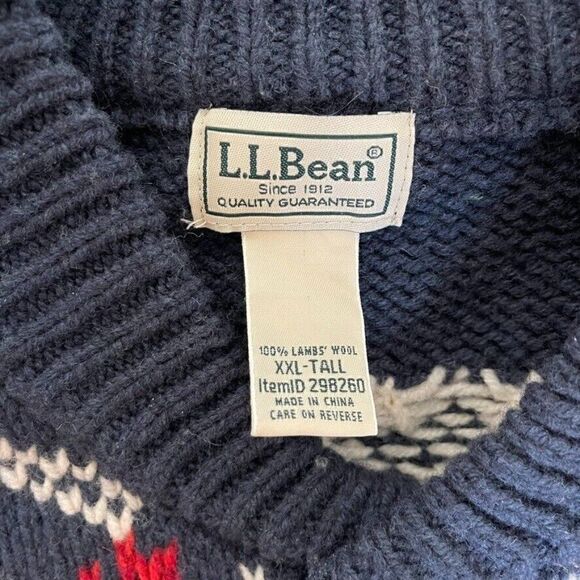 L.L.Bean®
Since 1912
QUALITY GUARANTEED
100% LAMBS' WOOL
XXL-TALL
ItemID 298260
MADE IN CHINA
CARE ON REVERSE